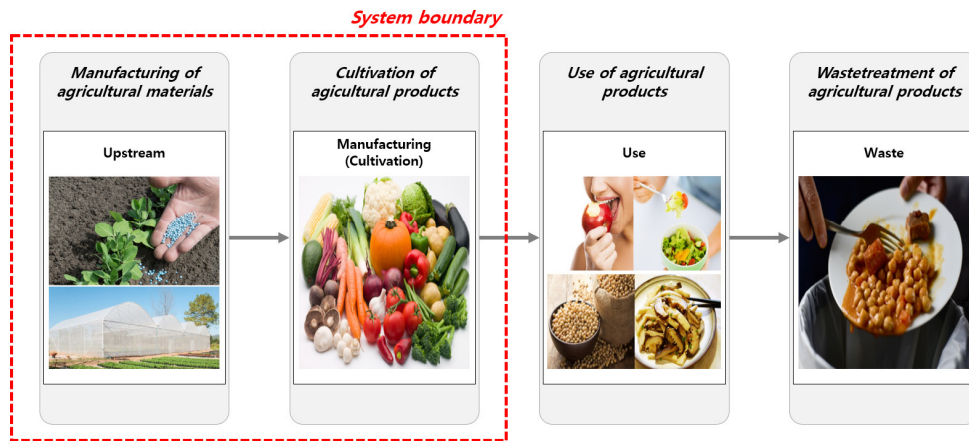 System boundary
Manufacturing of
agricultural materials
Cultivation of
agicultural products
Use of agricultural
products
Wastetreatment of
agricultural products
Upstream
Manufacturing
(Cultivation)
Use
Waste